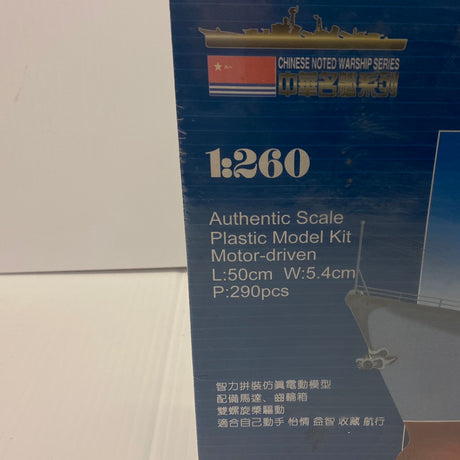 CHINESE NOTED WARSHIP SERIES
中華名艦系列
1:260
Authentic Scale
Plastic Model Kit
Motor-driven
L:50cm W:5.4cm
P:290pcs
智力拼裝仿眞電動模型
配備馬達、齒輪箱
雙螺旋槳驅動
適合自己動手 怡情 益智 收藏 航行